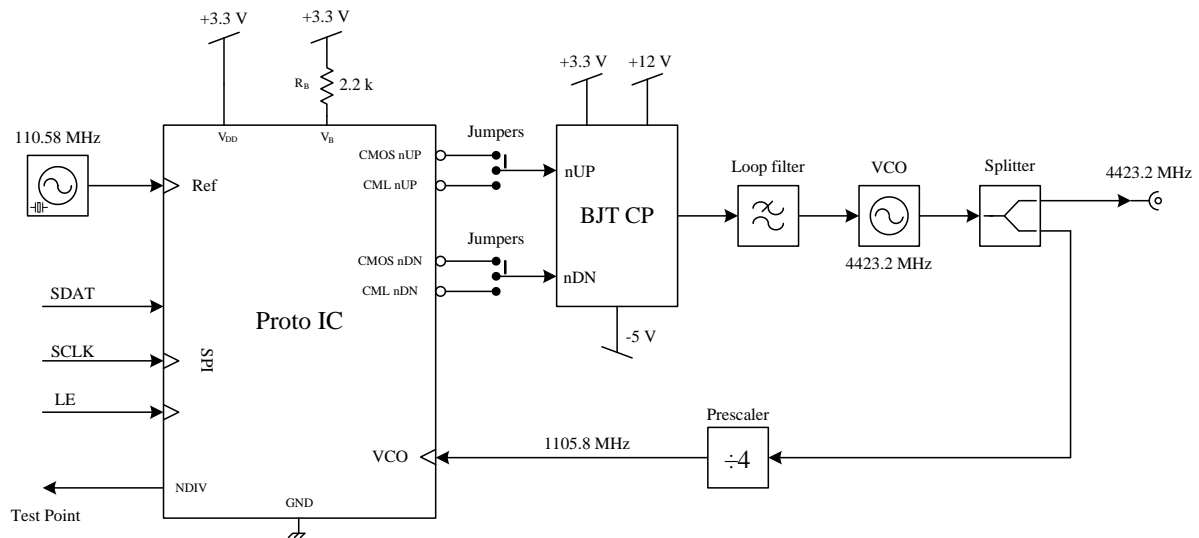 +3.3 V
+3.3 V
R_B
2.2 k
+3.3 V
+12 V
110.58 MHz
V_DD
V_B
Jumpers
CMOS nUP
CML nUP
Ref
nUP
BJT CP
Loop filter
VCO
Splitter
4423.2 MHz
Jumpers
CMOS nDN
CML nDN
nDN
4423.2 MHz
SDAT
Proto IC
-5 V
SCLK
SPI
LE
Prescaler
1105.8 MHz
÷4
VCO
NDIV
GND
Test Point